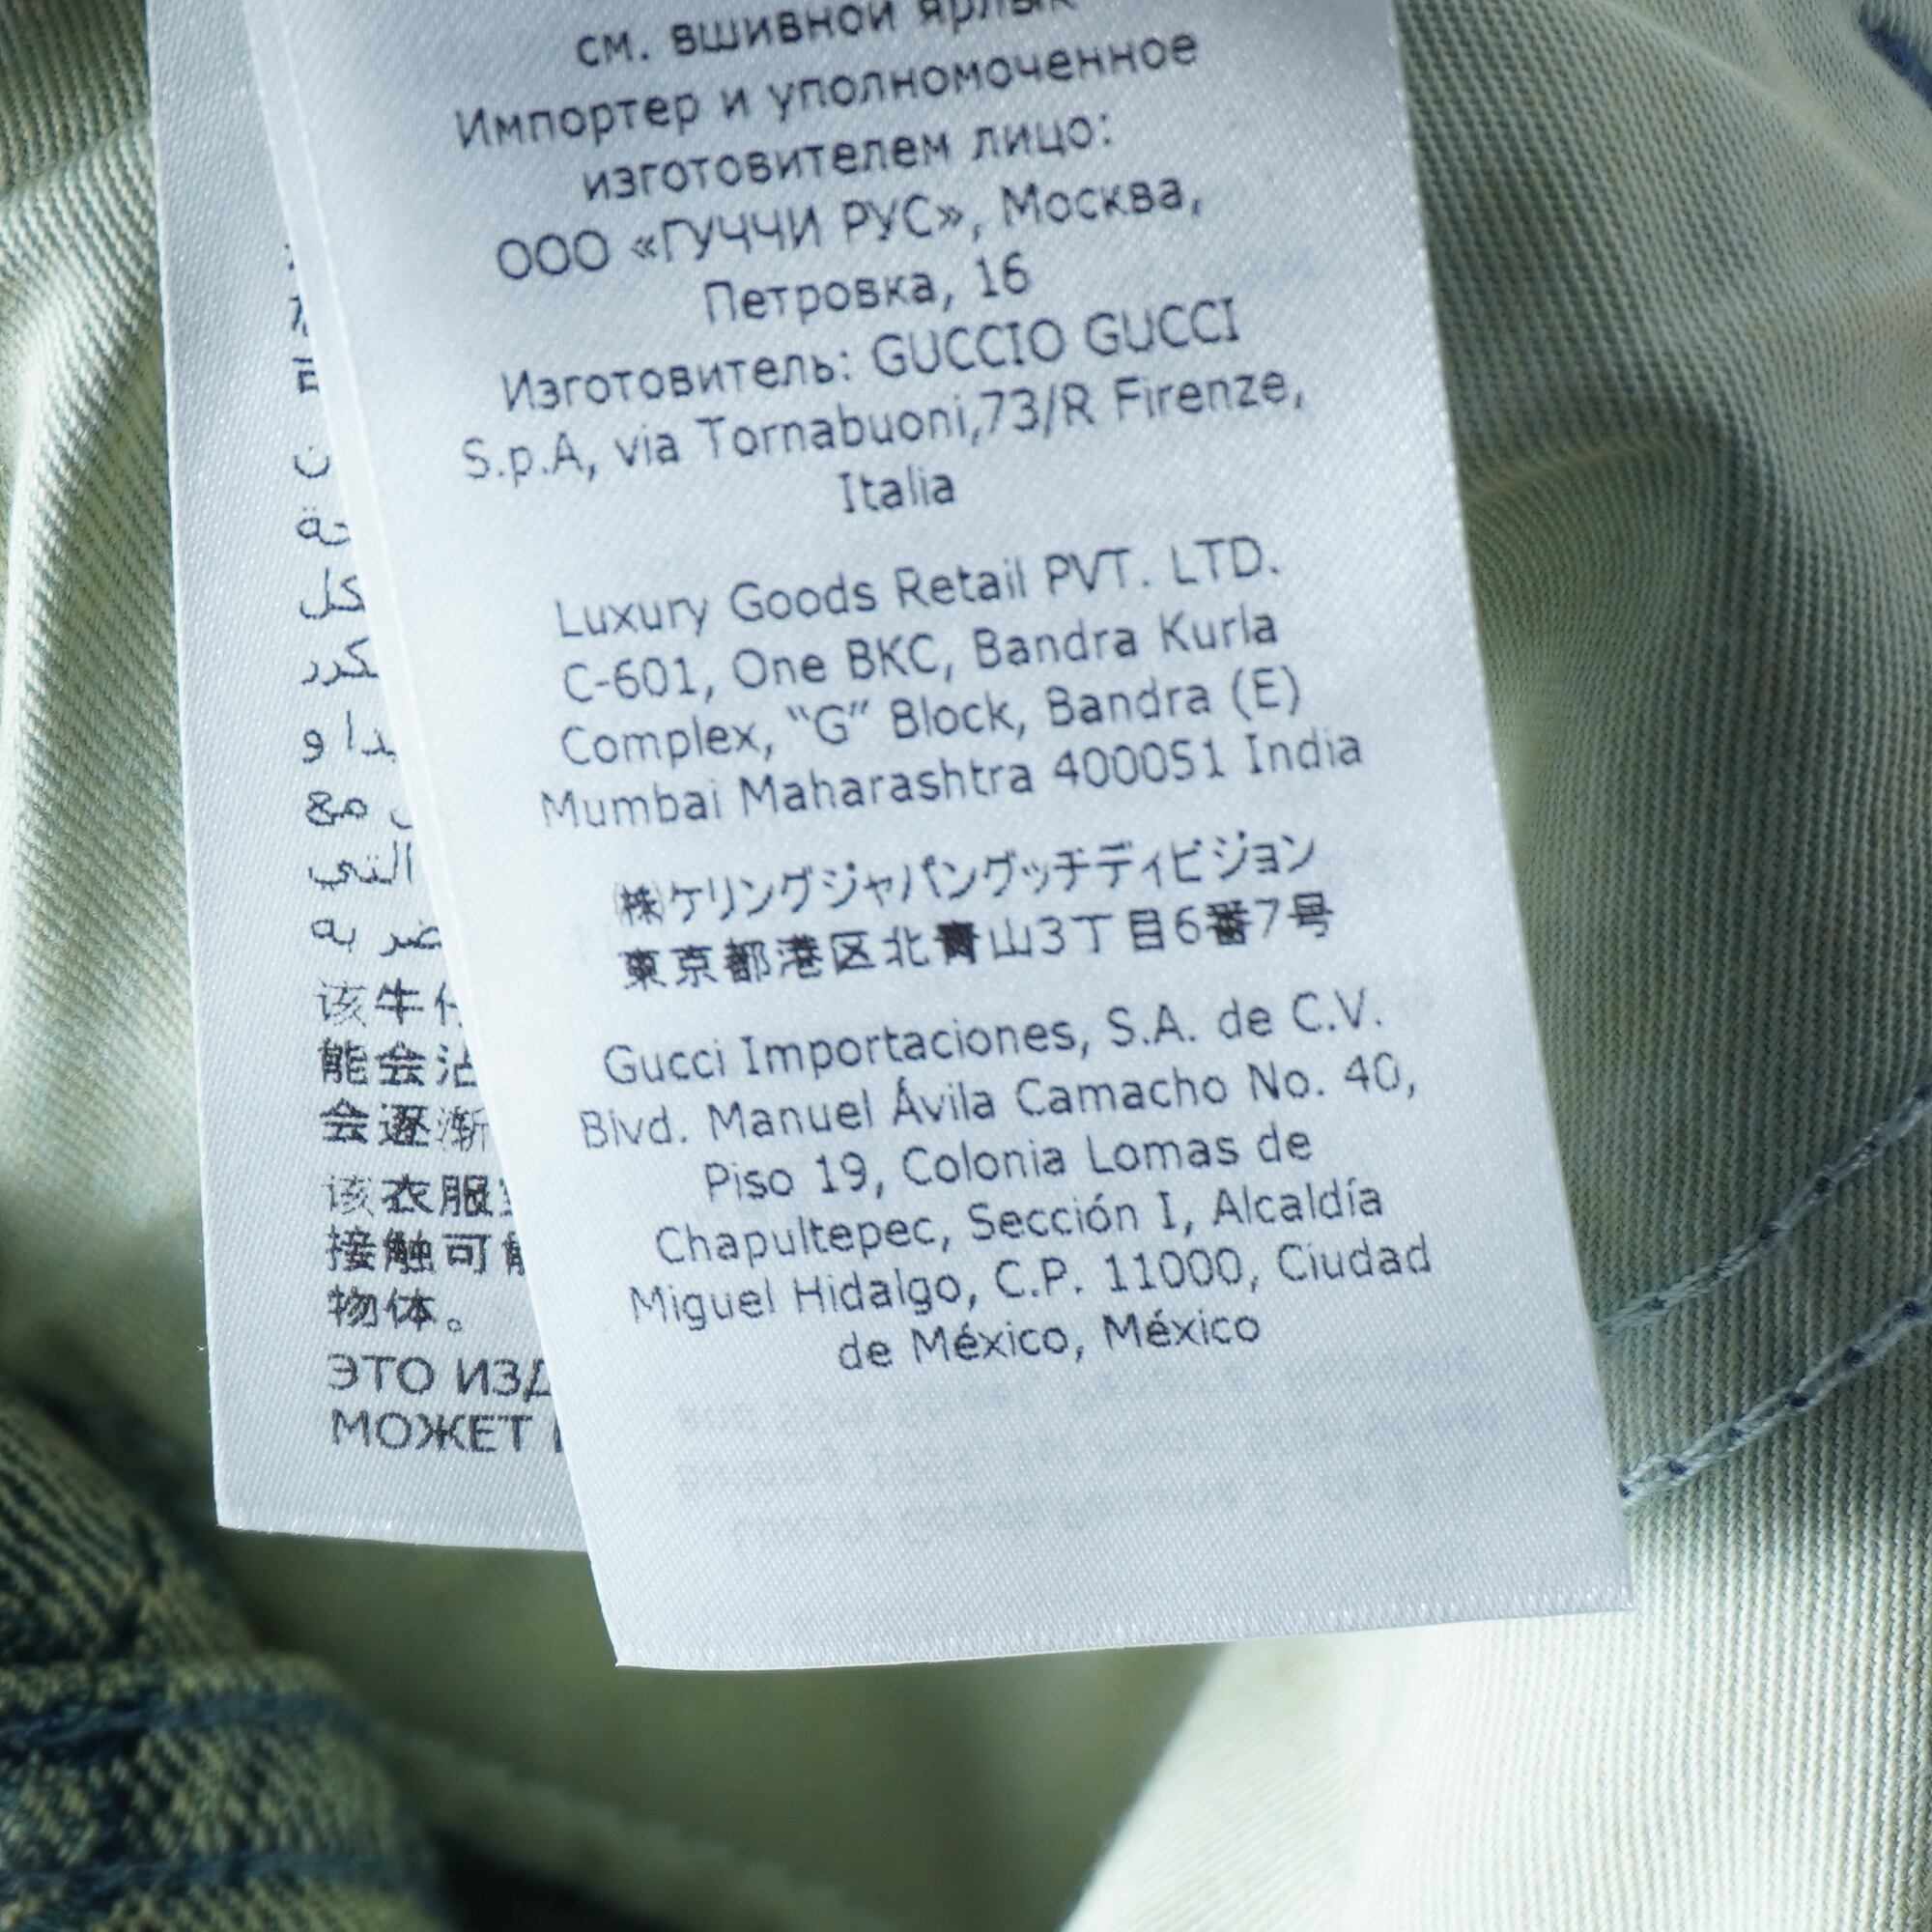 см. вшивной ярлык
Импортер и уполномоченное
изготовителем лицо:
ООО «ГУЧЧИ РУС», Москва,
Петровка, 16
Изготовитель: GUCCIO GUCCI
S.p.A, via Tornabuoni,73/R Firenze,
Italia
Luxury Goods Retail PVT. LTD.
C-601, One BKC, Bandra Kurla
Complex, “G” Block, Bandra (E)
Mumbai Maharashtra 400051 India
㈱ケリングジャパングッチディビジョン
東京都港区北青山3丁目6番7号
Gucci Importaciones, S.A. de C.V.
Blvd. Manuel Ávila Camacho No. 40,
Piso 19, Colonia Lomas de
Chapultepec, Sección I, Alcaldía
Miguel Hidalgo, C.P. 11000, Ciudad
de México, México
مع
التي
به
该牛
能会沾
会逐渐
该衣服
接触可
物体。
ЭТО
МОЖЕТ